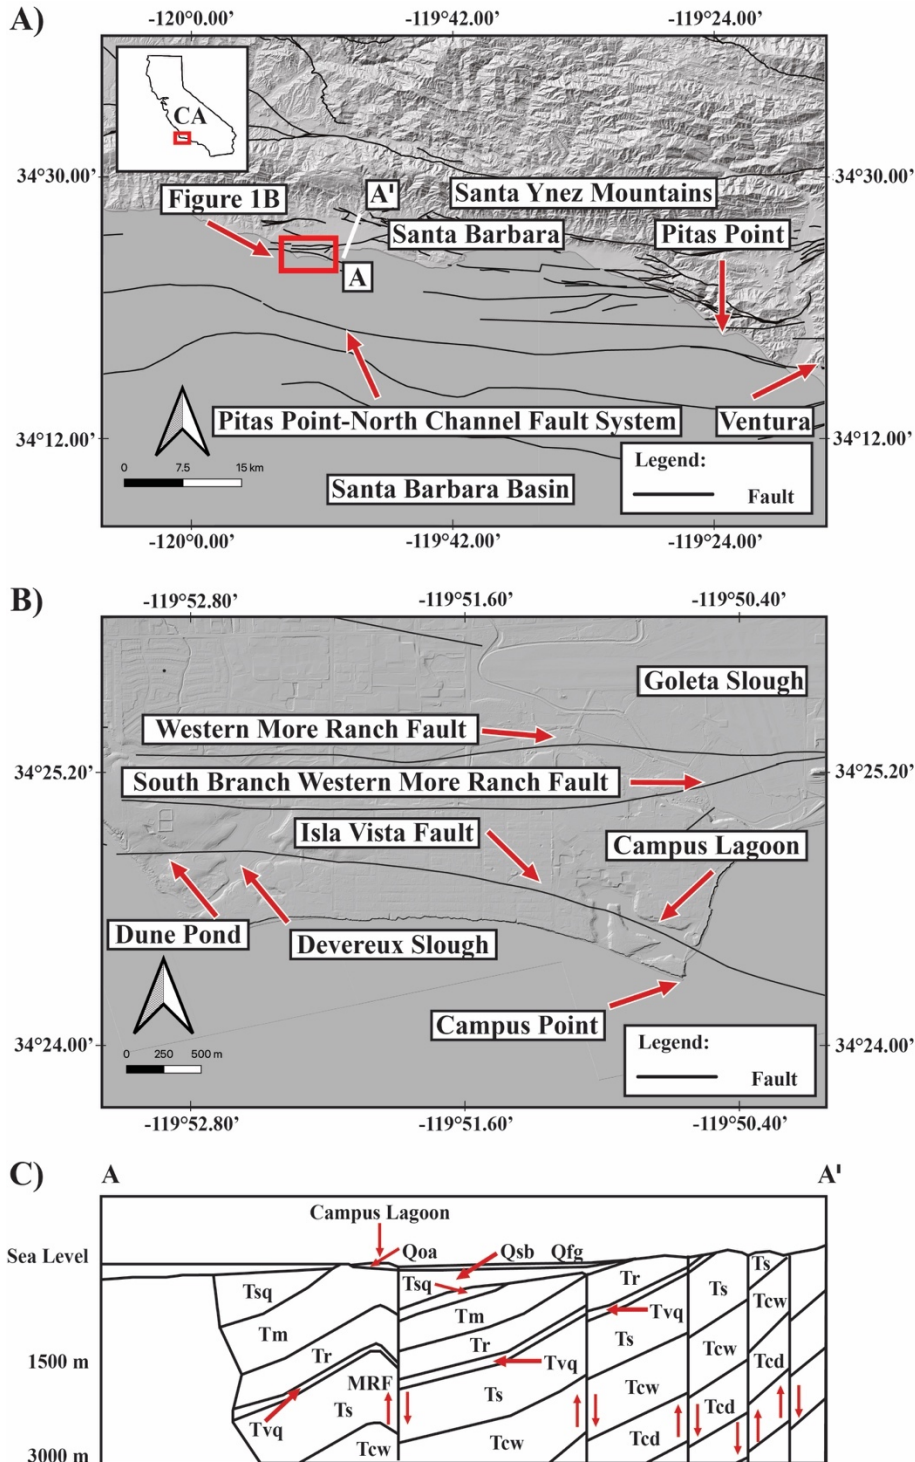 A)
-120°0.00' -119°42.00' -119°24.00'
CA
34°30.00' 34°30.00'
Santa Ynez Mountains
Figure 1B A'
Santa Barbara Pitas Point
A
Pitas Point-North Channel Fault System Ventura
34°12.00' 34°12.00'
Legend:
0 7.5 15 km
Santa Barbara Basin Fault
-120°0.00' -119°42.00' -119°24.00'
B)
-119°52.80' -119°51.60' -119°50.40'
Goleta Slough
Western More Ranch Fault
34°25.20' 34°25.20'
South Branch Western More Ranch Fault
Isla Vista Fault
Campus Lagoon
Dune Pond
Devereux Slough
Campus Point
34°24.00' 34°24.00'
Legend:
0 250 500 m
Fault
-119°52.80' -119°51.60' -119°50.40'
C) A A'
Campus Lagoon
Sea Level Qoa Qsb Qfg
Tsq Tsq Tr Ts Ts
Tm Tm Tvq Tcw
Tr Tr Ts Tcw
1500 m Tvq Tcd
MRF Ts Tcw
Tvq Ts Tcd Tcd
3000 m Tcw Tcw